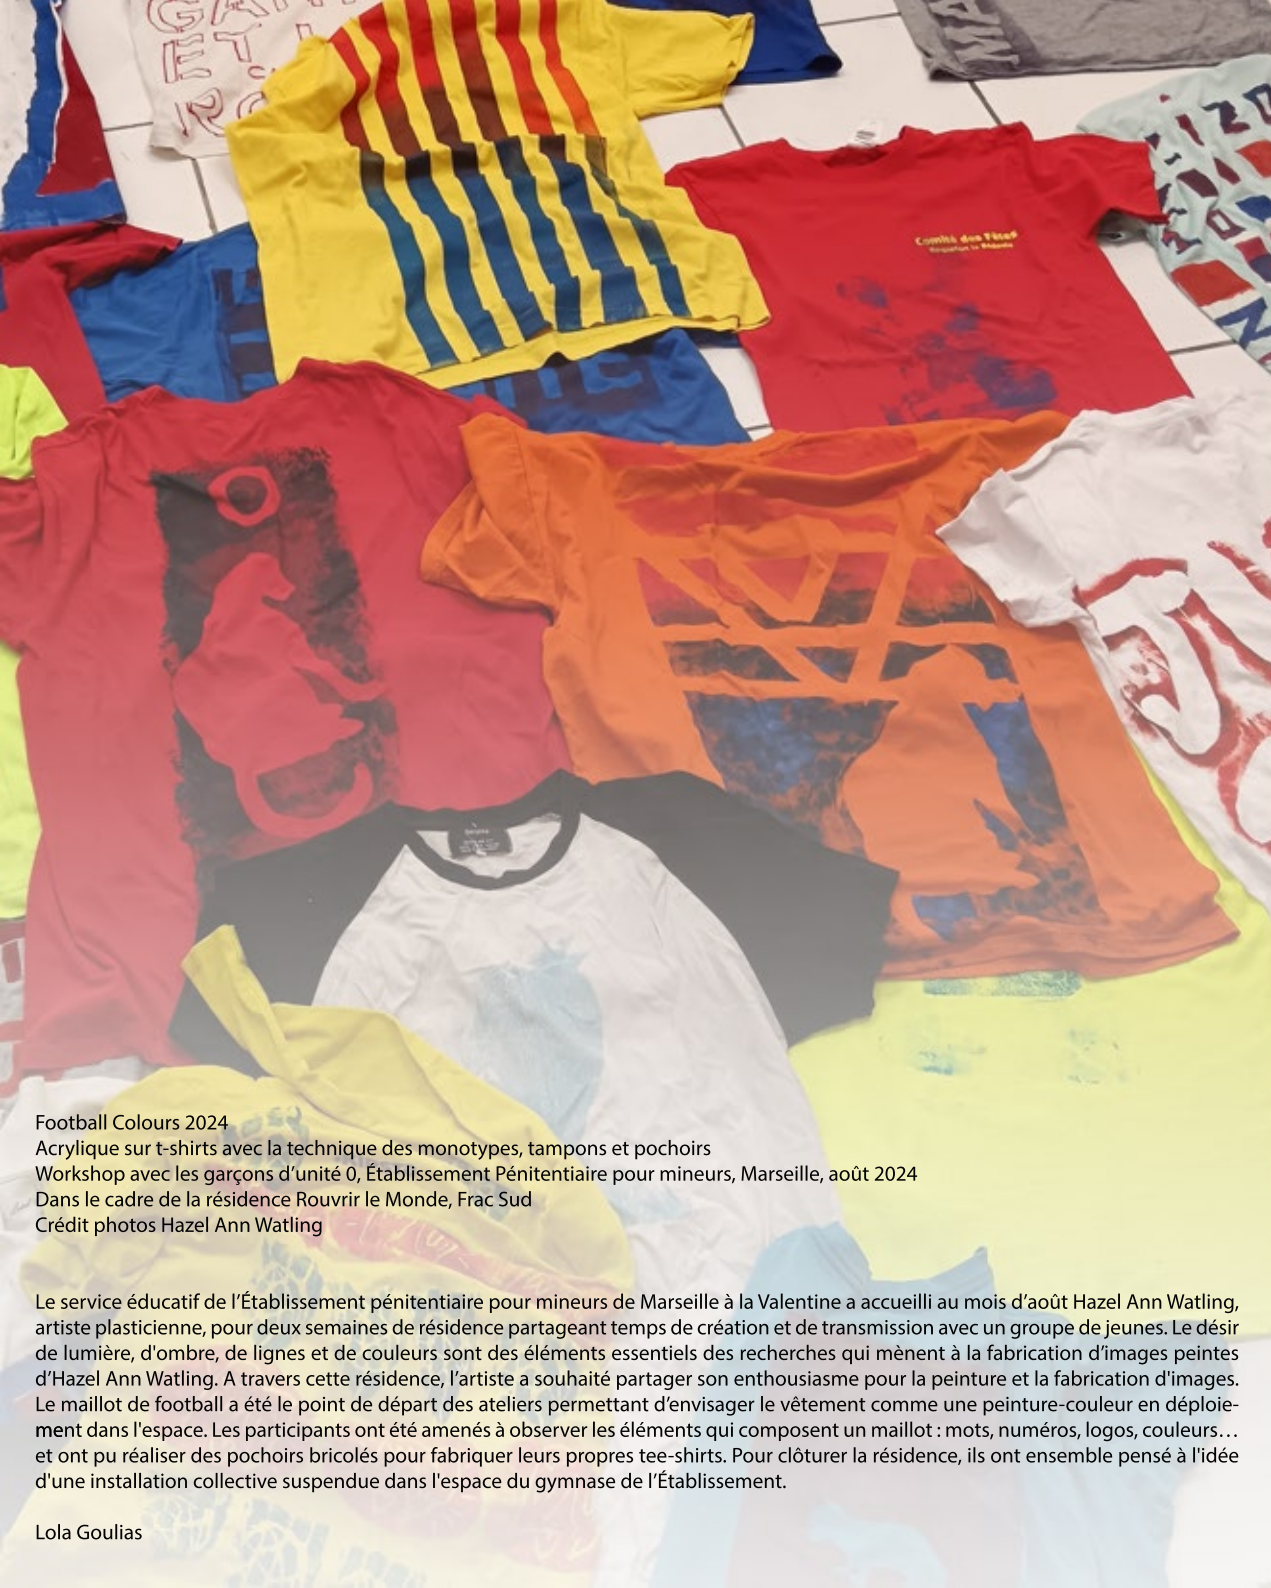 GA
ET
RO
MA
Comité des Fêtes
Football Colours 2024
Acrylique sur t-shirts avec la technique des monotypes, tampons et pochoirs
Workshop avec les garçons d’unité 0, Établissement Pénitentiaire pour mineurs, Marseille, août 2024
Dans le cadre de la résidence Rouvrir le Monde, Frac Sud
Crédit photos Hazel Ann Watling
Le service éducatif de l’Établissement pénitentiaire pour mineurs de Marseille à la Valentine a accueilli au mois d’août Hazel Ann Watling,
artiste plasticienne, pour deux semaines de résidence partageant temps de création et de transmission avec un groupe de jeunes. Le désir
de lumière, d'ombre, de lignes et de couleurs sont des éléments essentiels des recherches qui mènent à la fabrication d’images peintes
d’Hazel Ann Watling. A travers cette résidence, l’artiste a souhaité partager son enthousiasme pour la peinture et la fabrication d'images.
Le maillot de football a été le point de départ des ateliers permettant d’envisager le vêtement comme une peinture-couleur en déploie-
ment dans l'espace. Les participants ont été amenés à observer les éléments qui composent un maillot : mots, numéros, logos, couleurs…
et ont pu réaliser des pochoirs bricolés pour fabriquer leurs propres tee-shirts. Pour clôturer la résidence, ils ont ensemble pensé à l'idée
d'une installation collective suspendue dans l'espace du gymnase de l’Établissement.
Lola Goulias